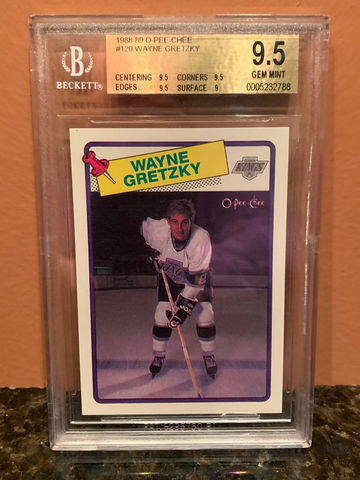 1988-89 O-PEE-CHEE
#120 WAYNE GRETZKY
B
BECKETT
CENTERING 9.5 CORNERS 9.5
EDGES 9.5 SURFACE 9
9.5
GEM MINT
0005232788
WAYNE
GRETZKY
KINGS
O-Pee-Chee
KINGS